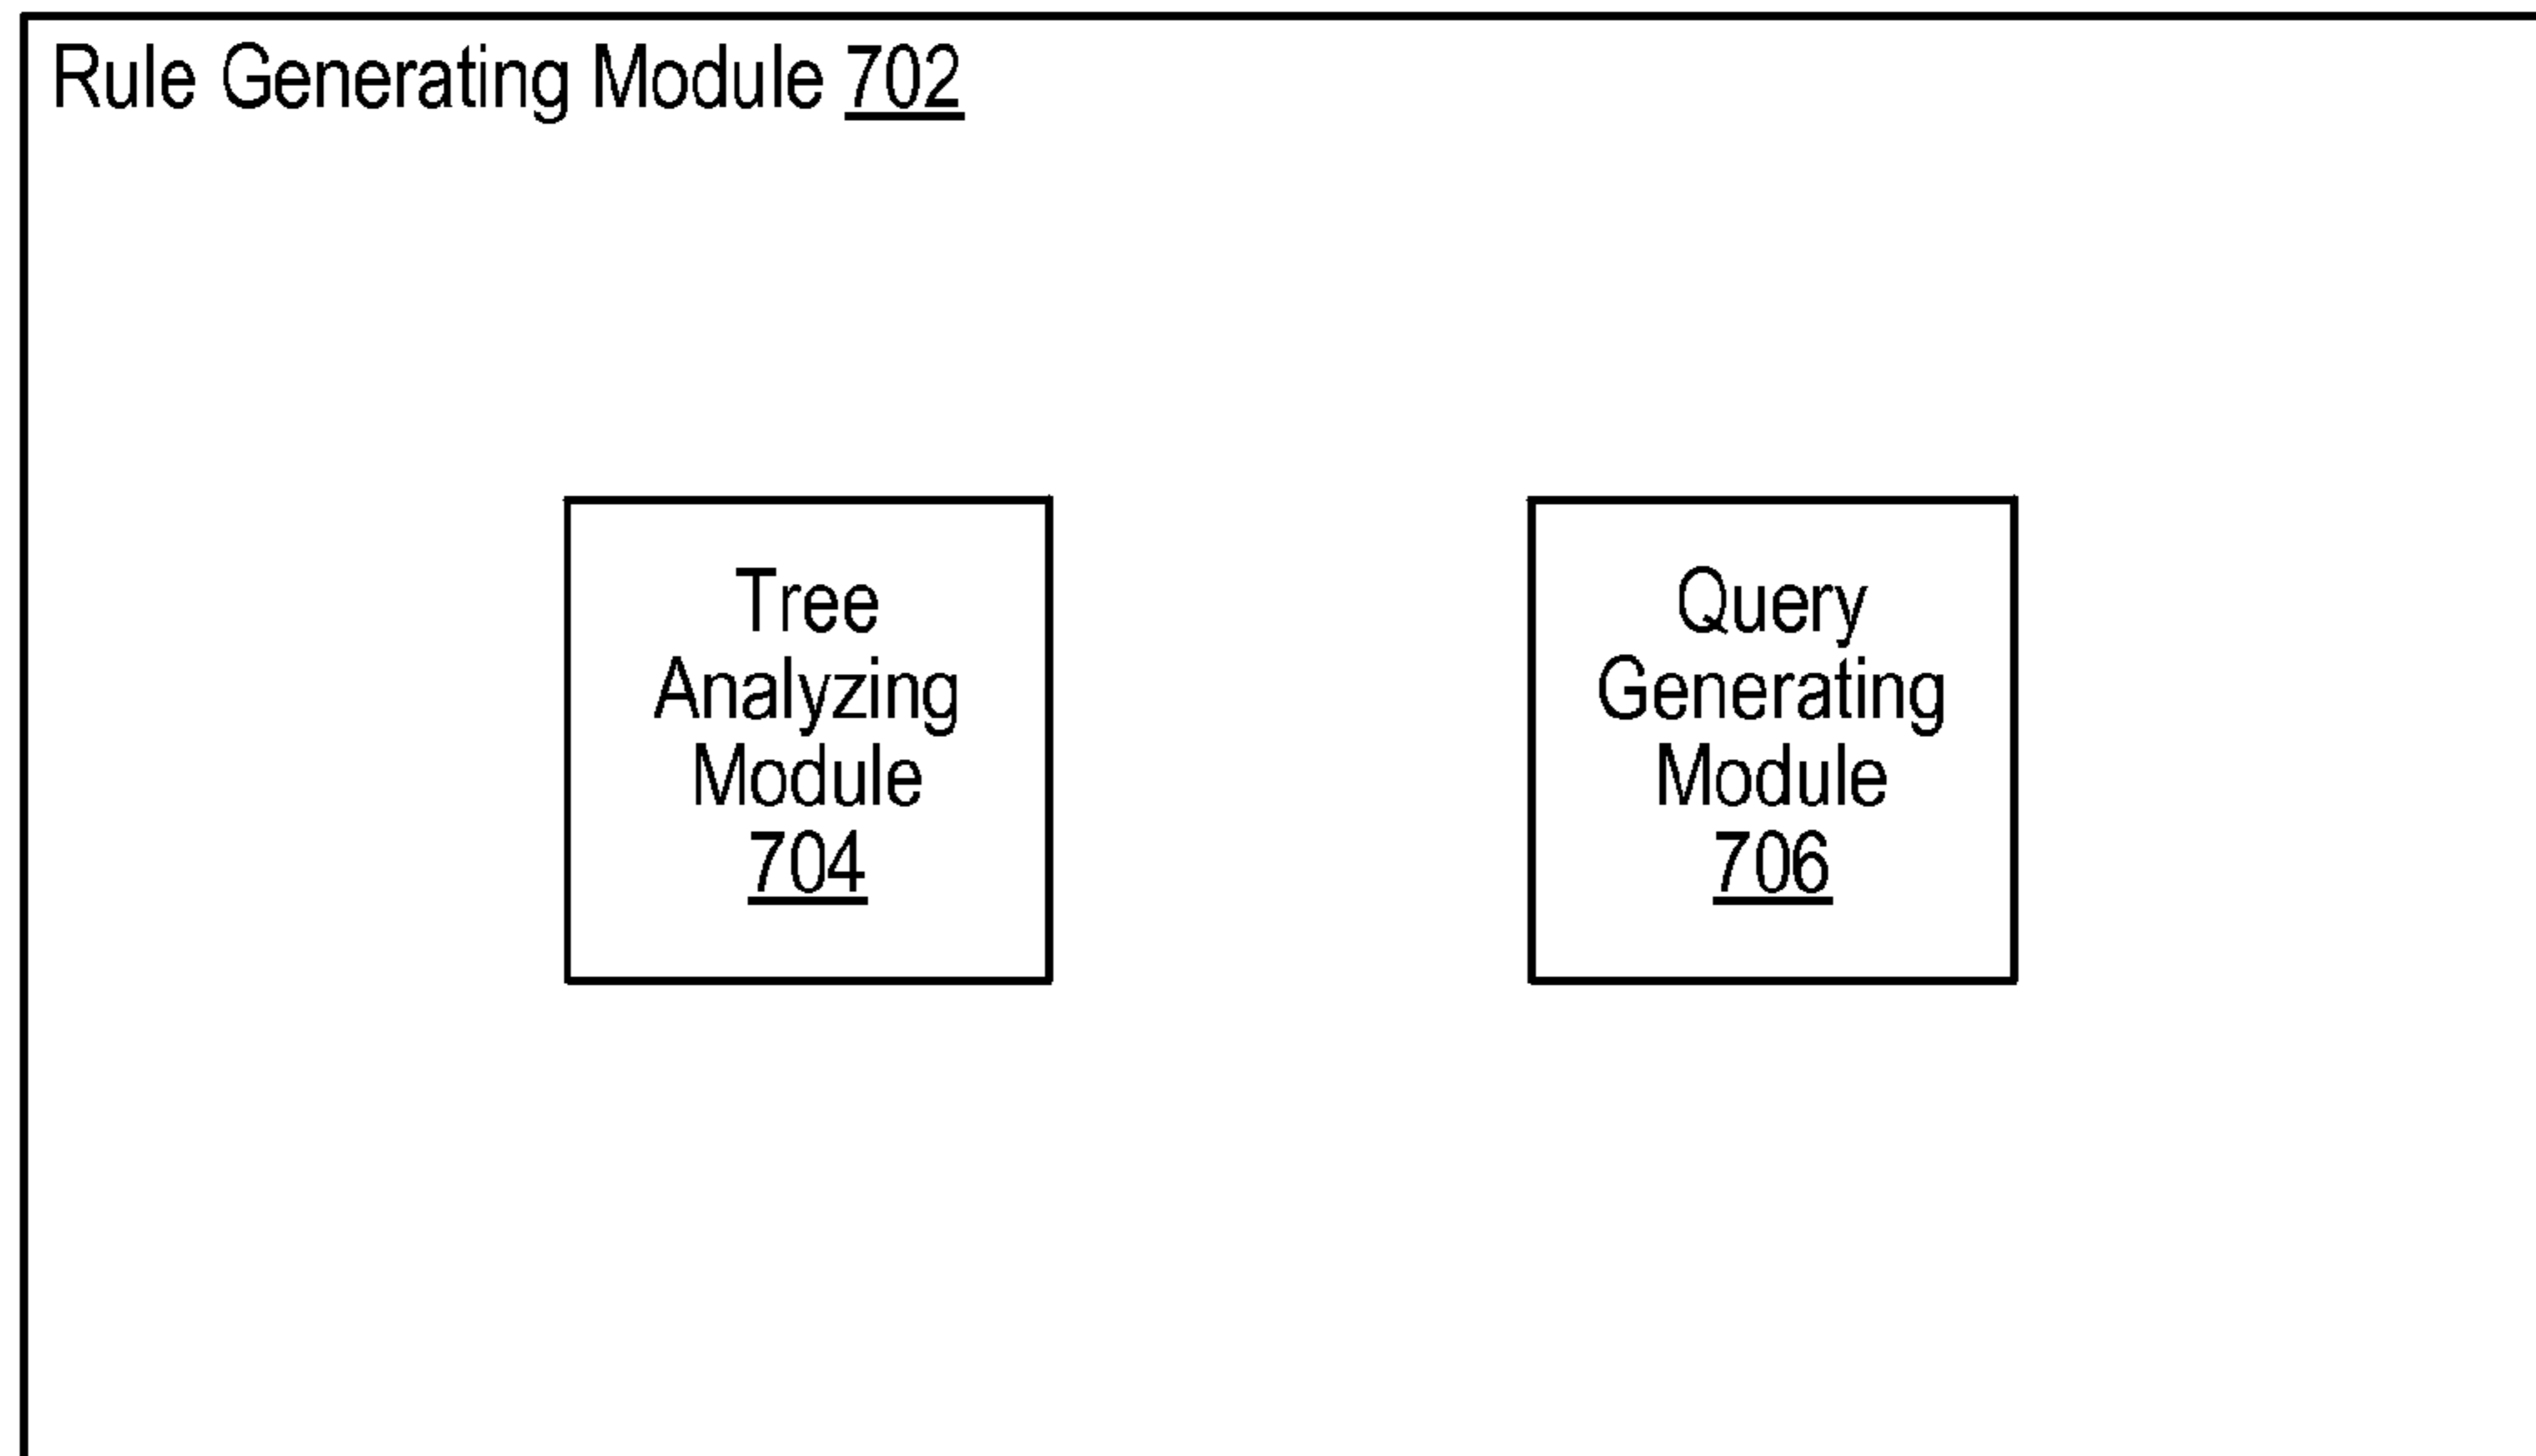 Rule Generating Module 702
Tree
Analyzing
Module
704
Query
Generating
Module
706